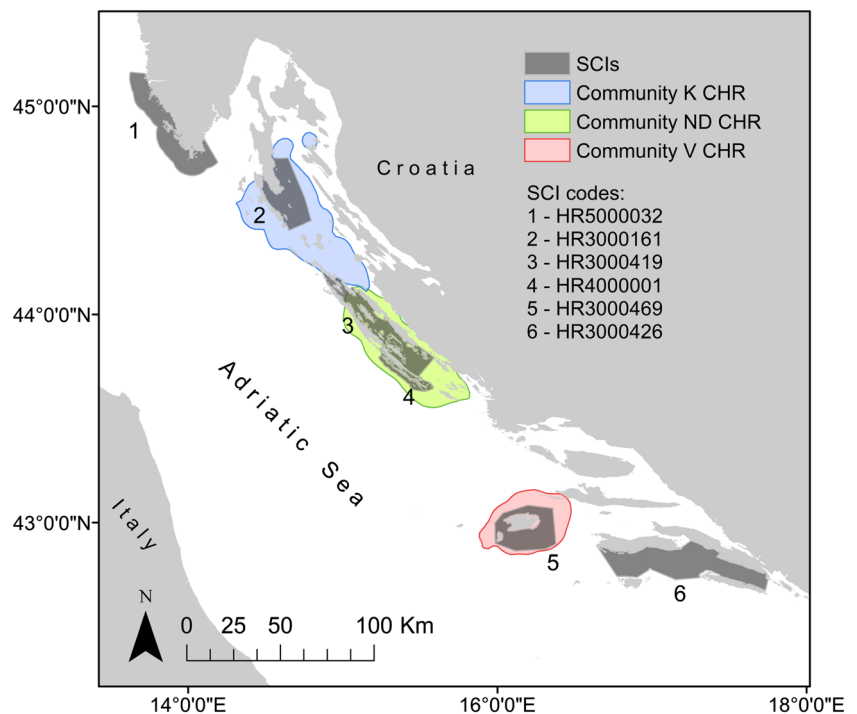 SCIs
Community K CHR
Community ND CHR
Community V CHR
SCI codes:
1 - HR5000032
2 - HR3000161
3 - HR3000419
4 - HR4000001
5 - HR3000469
6 - HR3000426
45°0'0"N
44°0'0"N
43°0'0"N
1
2
3
4
5
6
Croatia
Adriatic Sea
Italy
N
0 25 50 100 Km
14°0'0"E 16°0'0"E 18°0'0"E